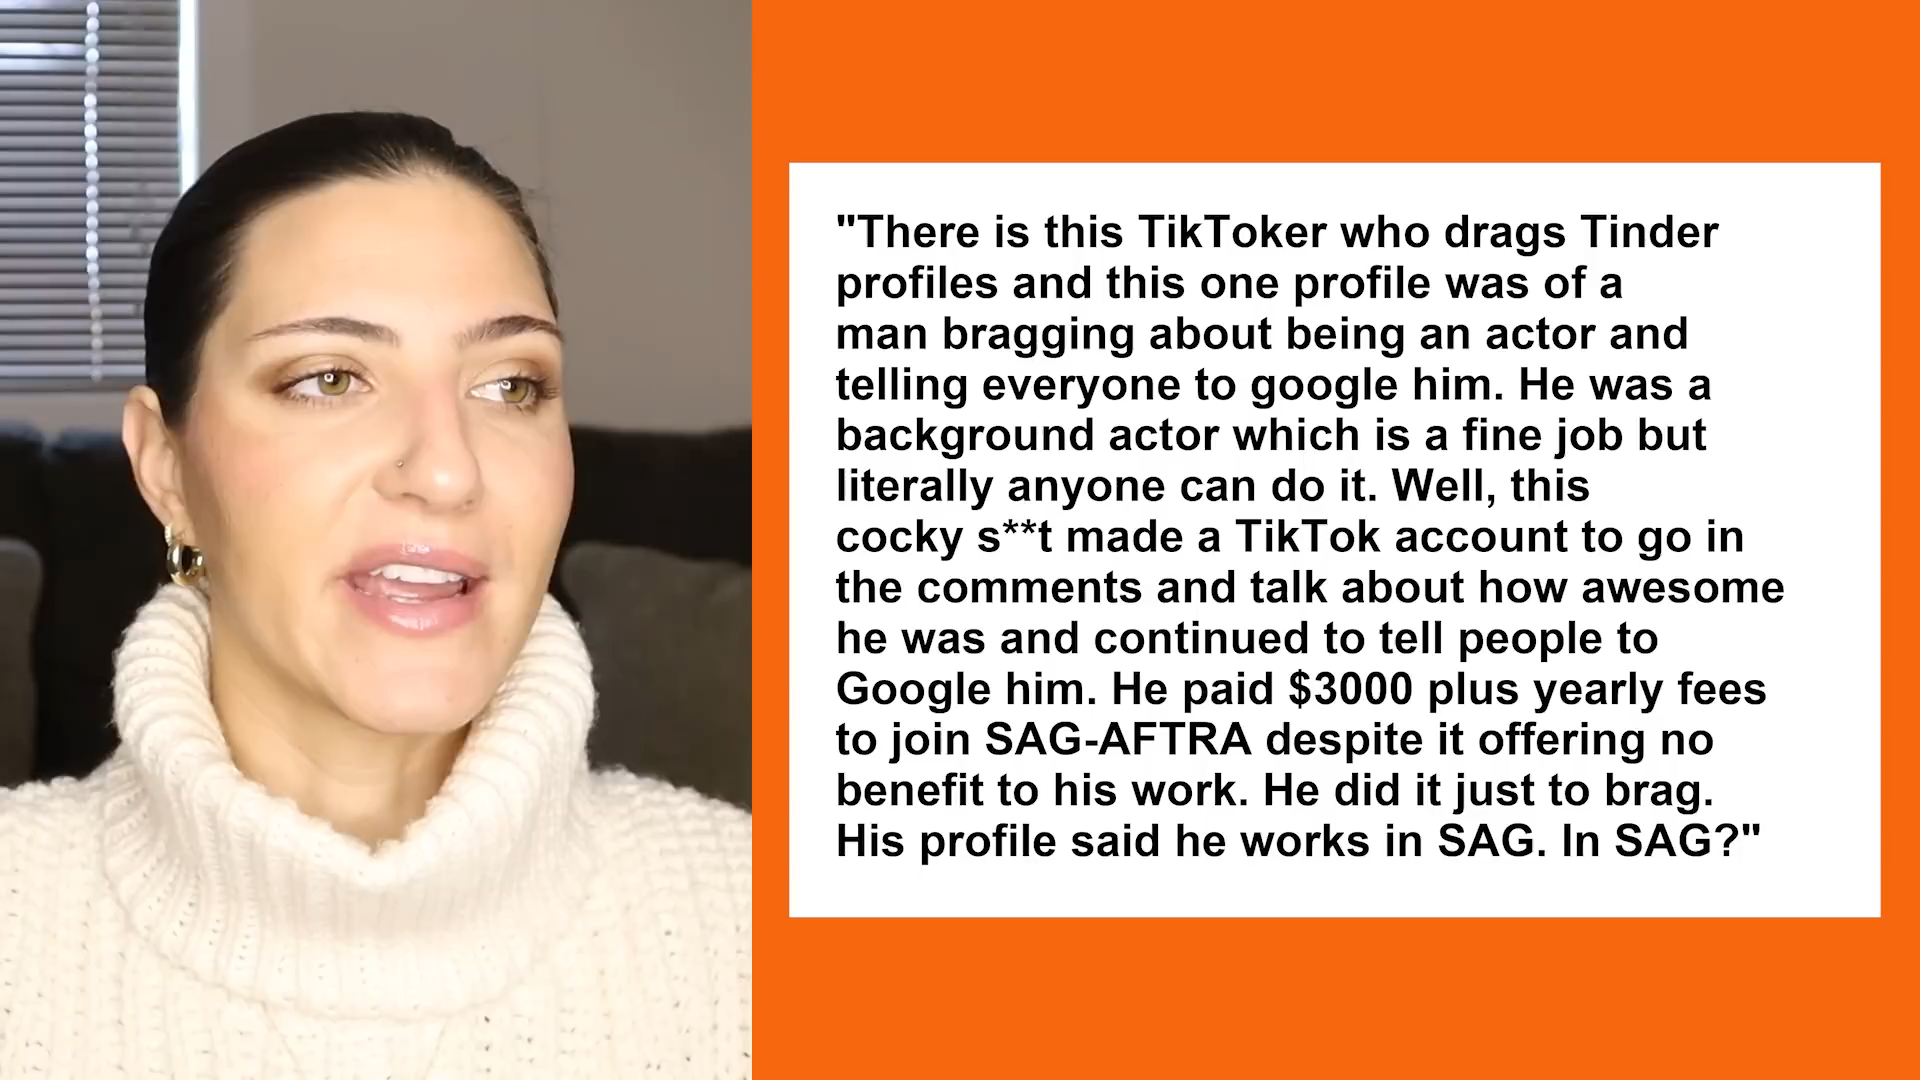 "There is this TikToker who drags Tinder
profiles and this one profile was of a
man bragging about being an actor and
telling everyone to google him. He was a
background actor which is a fine job but
literally anyone can do it. Well, this
cocky s**t made a TikTok account to go in
the comments and talk about how awesome
he was and continued to tell people to
Google him. He paid $3000 plus yearly fees
to join SAG-AFTRA despite it offering no
benefit to his work. He did it just to brag.
His profile said he works in SAG. In SAG?"